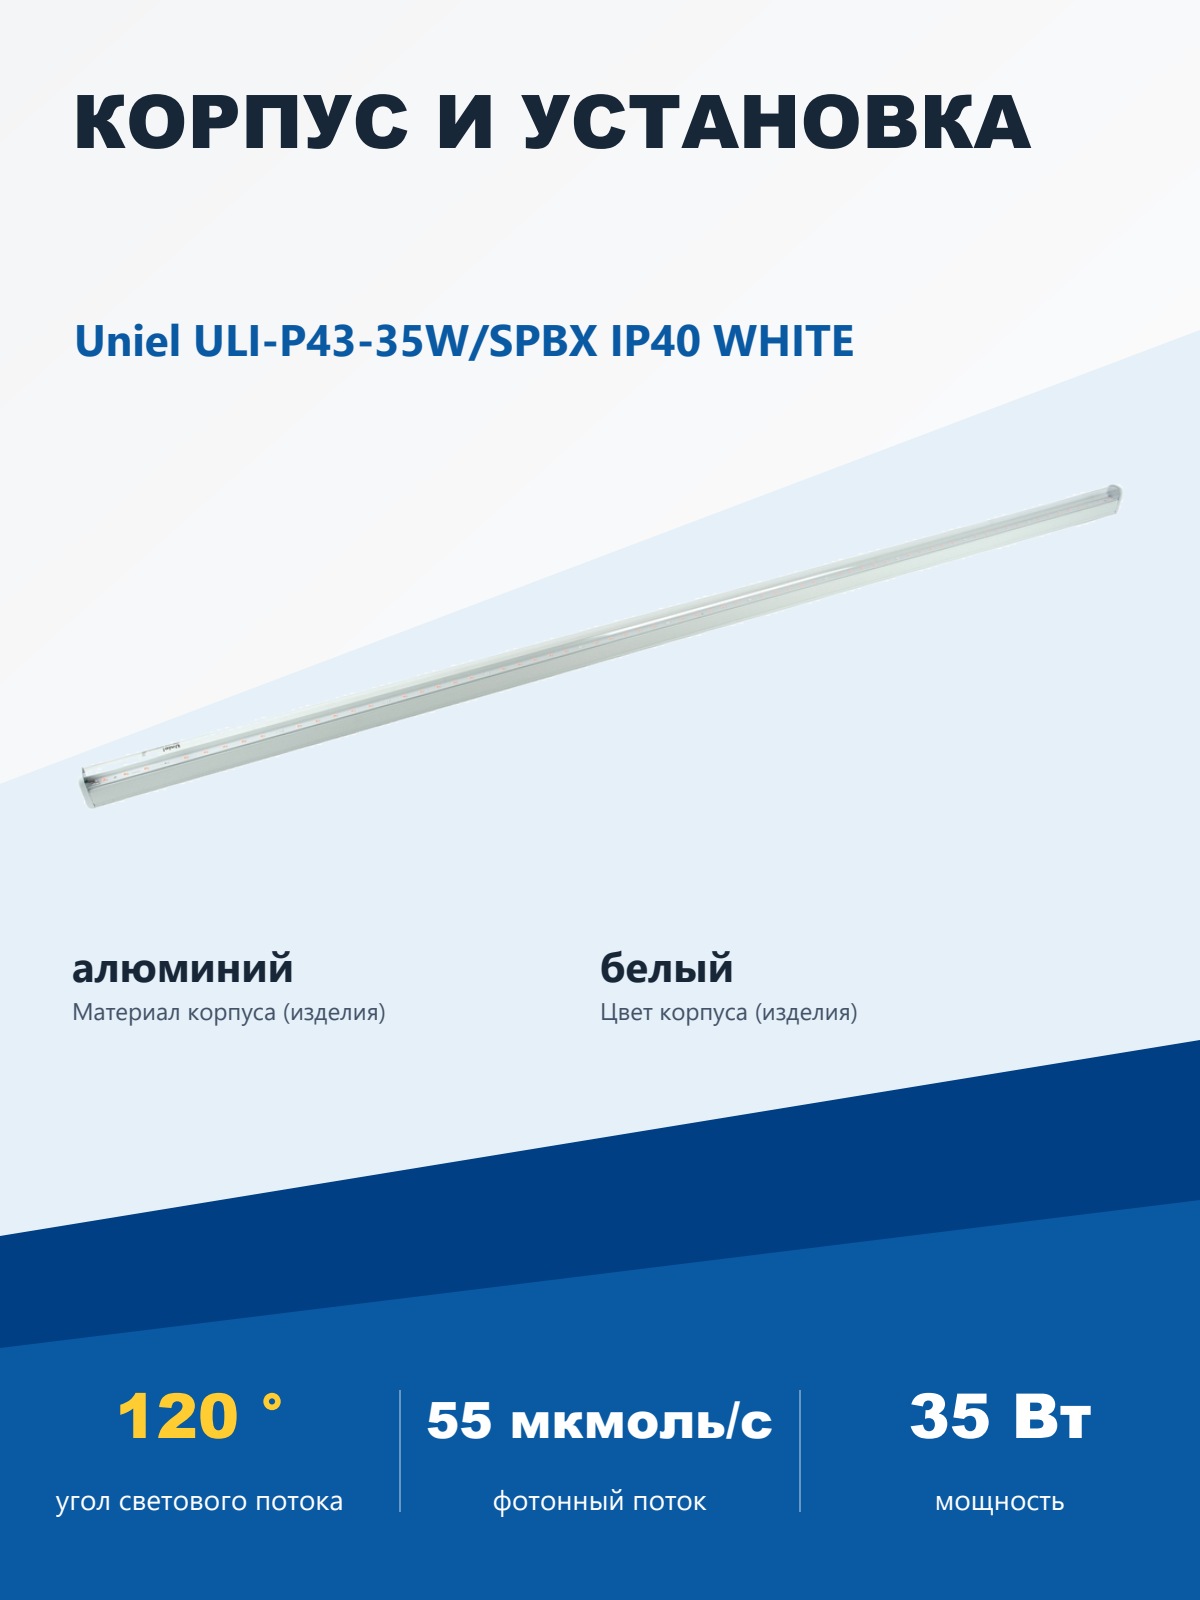 КОРПУС И УСТАНОВКА
Uniel ULI-P43-35W/SPBX IP40 WHITE
Uniel
алюминий
белый
Материал корпуса (изделия)
Цвет корпуса (изделия)
120 °
55 мкмоль/с
35 Вт
угол светового потока
фотонный поток
мощность